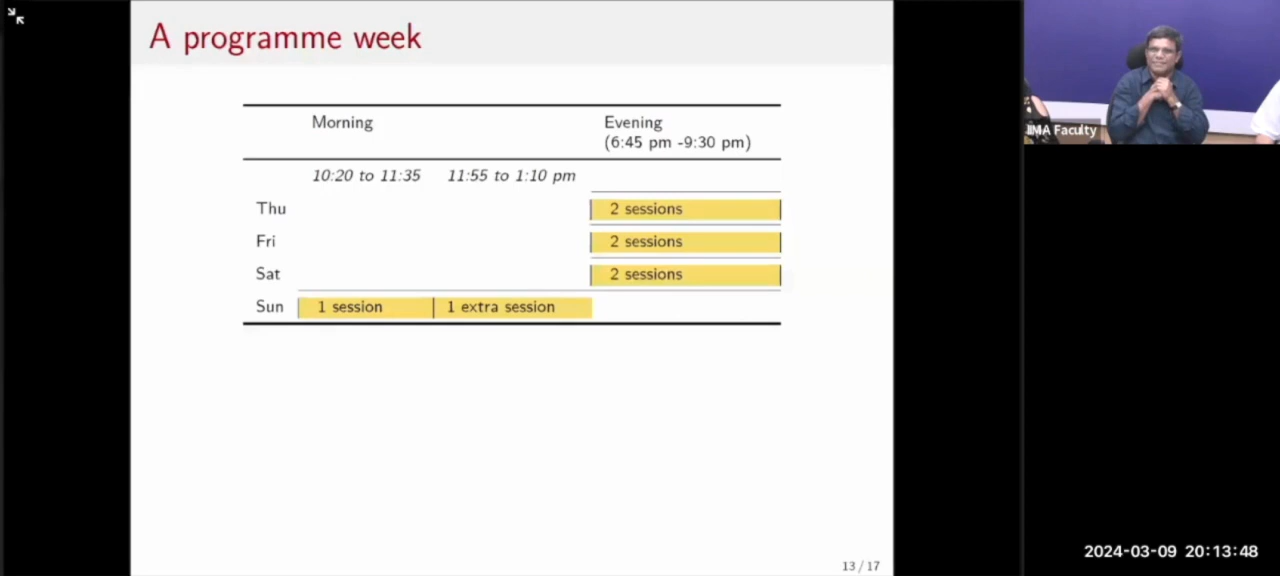 A programme week
Morning Evening
(6:45 pm -9:30 pm)
10:20 to 11:35 11:55 to 1:10 pm
Thu 2 sessions
Fri 2 sessions
Sat 2 sessions
Sun 1 session 1 extra session
13 / 17
IIMA Faculty
2024-03-09 20:13:48